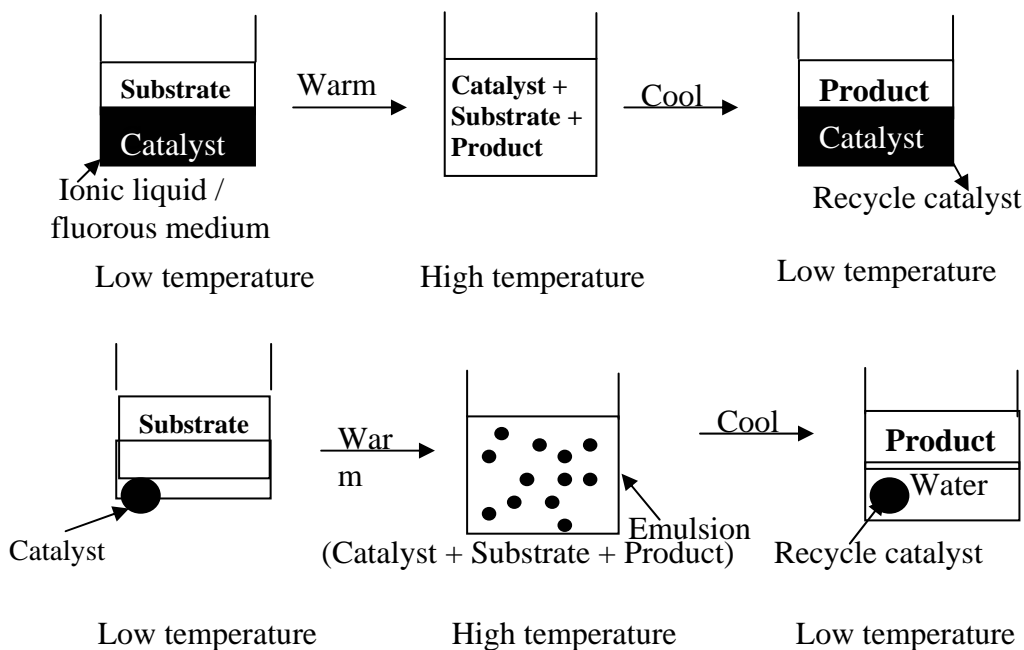 Substrate
Catalyst
Ionic liquid /
fluorous medium
Low temperature
Warm
Catalyst +
Substrate +
Product
High temperature
Cool
Product
Catalyst
Recycle catalyst
Low temperature
Substrate
Catalyst
Low temperature
War
m
Emulsion
(Catalyst + Substrate + Product)
High temperature
Cool
Product
Water
Recycle catalyst
Low temperature